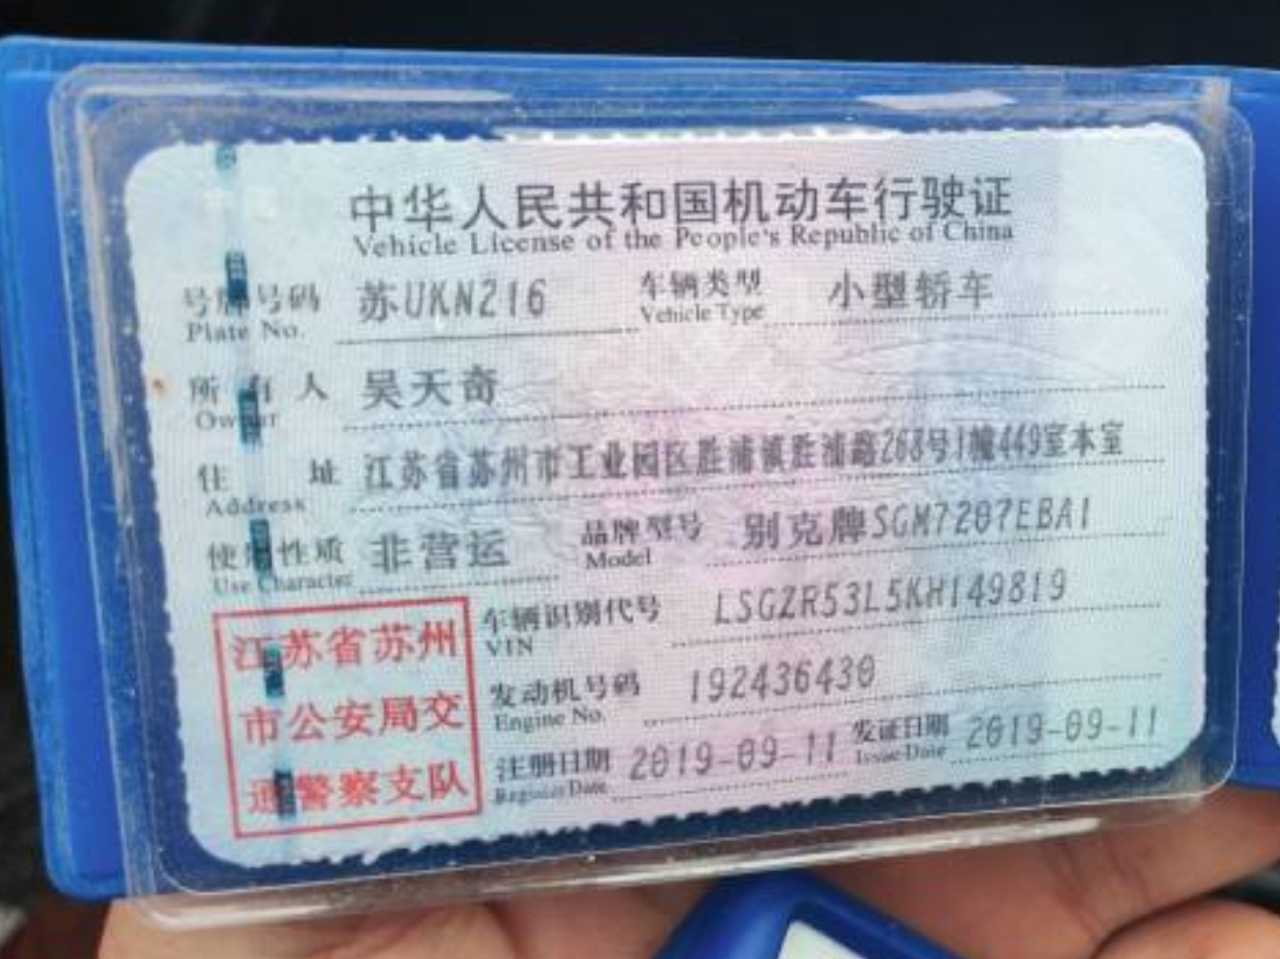 中华人民共和国机动车行驶证
Vehicle License of the People's Republic of China
号牌号码 苏UKN216 车辆类型 小型轿车
Plate No. Vehicle Type
所有人 吴天奇
Owner
住址 江苏省苏州市工业园区胜浦镇胜浦路268号1幢449室本室
Address
使用性质 非营运 品牌型号 别克牌SGM7207EBA1
Use Character Model
车辆识别代号 LSGZR53L5KH149819
VIN
发动机号码 192436430
Engine No.
注册日期 2019-09-11 发证日期 2019-09-11
Register Date Issue Date
江苏省苏州
市公安局交
通警察支队